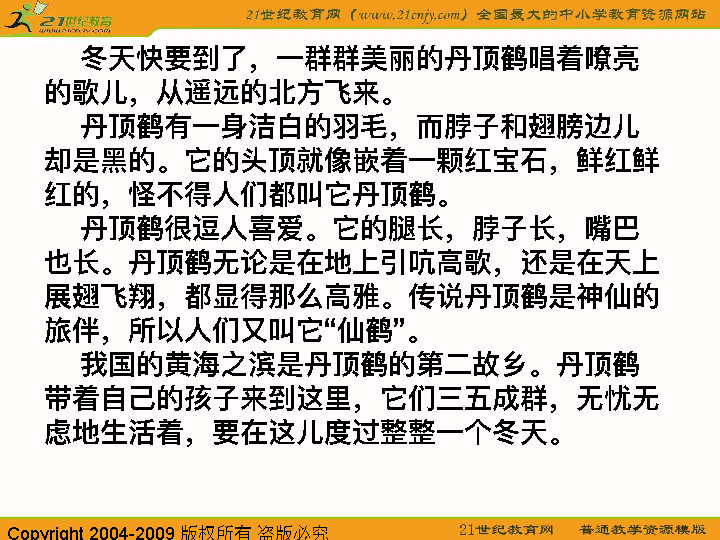 21世纪教育
www.21cnjy.com
21世纪教育网（www.21cnjy.com）全国最大的中小学教育资源网站
冬天快要到了，一群群美丽的丹顶鹤唱着嘹亮
的歌儿，从遥远的北方飞来。
丹顶鹤有一身洁白的羽毛，而脖子和翅膀边儿
却是黑的。它的头顶就像嵌着一颗红宝石，鲜红鲜
红的，怪不得人们都叫它丹顶鹤。
丹顶鹤很逗人喜爱。它的腿长，脖子长，嘴巴
也长。丹顶鹤无论是在地上引吭高歌，还是在天上
展翅飞翔，都显得那么高雅。传说丹顶鹤是神仙的
旅伴，所以人们又叫它“仙鹤”。
我国的黄海之滨是丹顶鹤的第二故乡。丹顶鹤
带着自己的孩子来到这里，它们三五成群，无忧无
虑地生活着，要在这儿度过整整一个冬天。
Copyright 2004-2009 版权所有 盗版必究
21世纪教育网 普通教学资源模版